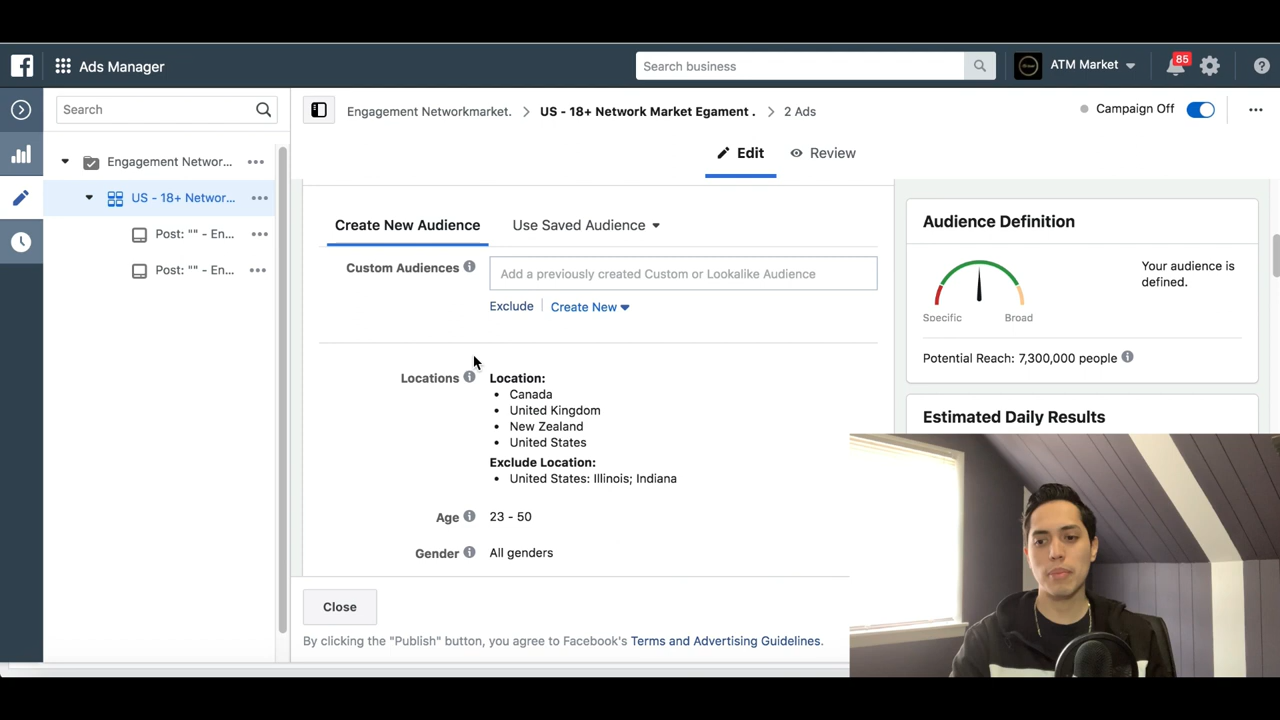 Ads Manager
Search business
ATM Market
85
Search
Engagement Networkmarket.
US - 18+ Network Market Egament .
2 Ads
Campaign Off
Edit
Review
Engagement Networ...
US - 18+ Networ...
Post: "" - En...
Post: "" - En...
Create New Audience
Use Saved Audience
Custom Audiences
Add a previously created Custom or Lookalike Audience
Exclude
Create New
Locations
Location:
• Canada
• United Kingdom
• New Zealand
• United States
Exclude Location:
• United States: Illinois; Indiana
Age
23 - 50
Gender
All genders
Close
By clicking the "Publish" button, you agree to Facebook's Terms and Advertising Guidelines.
Audience Definition
Your audience is
defined.
Specific
Broad
Potential Reach: 7,300,000 people
Estimated Daily Results